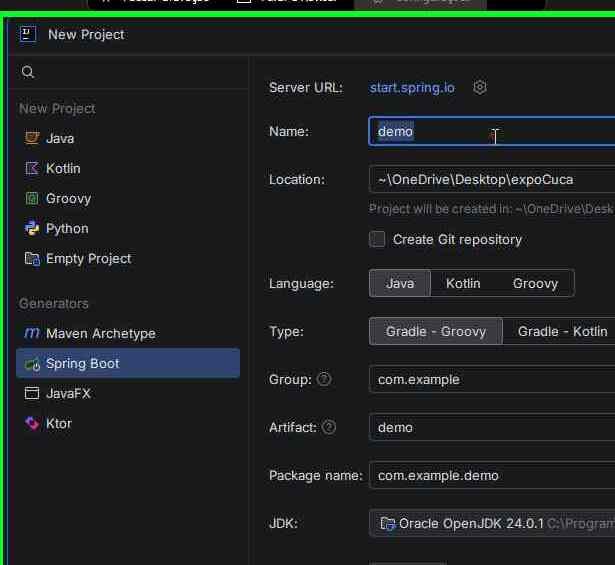 New Project
Server URL: start.spring.io
New Project
Name: demo
Java
Kotlin
Location: ~\OneDrive\Desktop\expoCuca
Groovy
Project will be created in: ~\OneDrive\Desk
Python
Create Git repository
Empty Project
Language: Java Kotlin Groovy
Generators
Maven Archetype
Type: Gradle - Groovy Gradle - Kotlin
Spring Boot
Group: ? com.example
JavaFX
Ktor
Artifact: ? demo
Package name: com.example.demo
JDK: Oracle OpenJDK 24.0.1 C:\Program